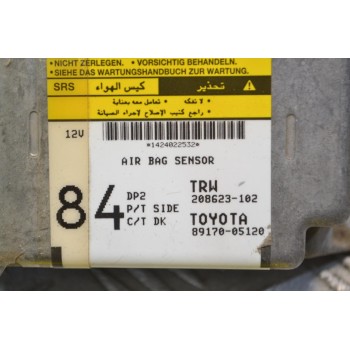 •NICHT ZERLEGEN. •VORSICHTIG BEHANDELN.
•SIEHE DAS WARTUNGSHANDBUCH ZUR WARTUNG.
SRS كيس الهواء تحذير
• لا تفكه • تعامل معه بعناية
• راجع كتيب الإصلاح لإجراء الصيانة
12V
*1424022532*
AIR BAG SENSOR
84 DP2 TRW
P/T SIDE 208623-102
C/T DK TOYOTA
89170-05120